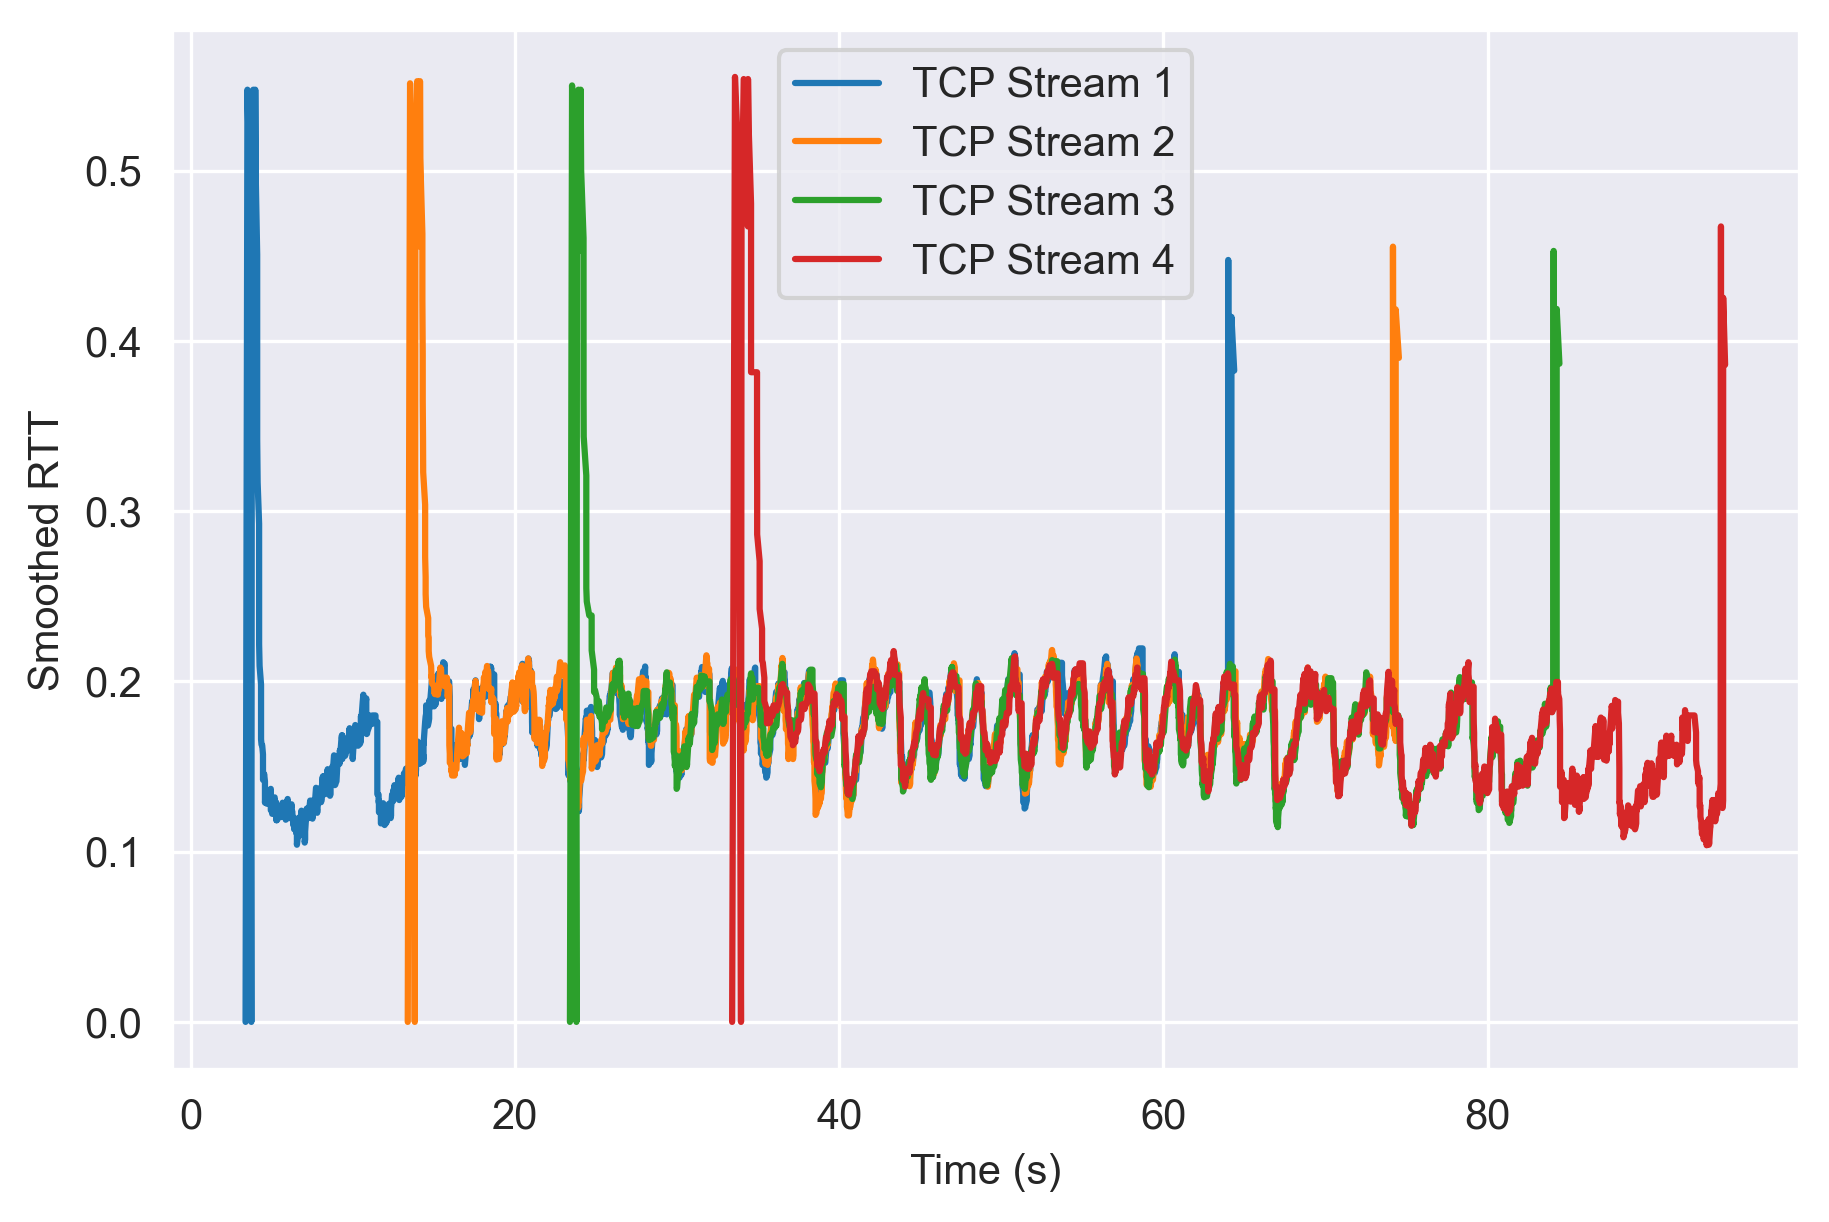 TCP Stream 1
TCP Stream 2
TCP Stream 3
TCP Stream 4
0.5
0.4
0.3
0.2
0.1
0.0
Smoothed RTT
0 20 40 60 80
Time (s)